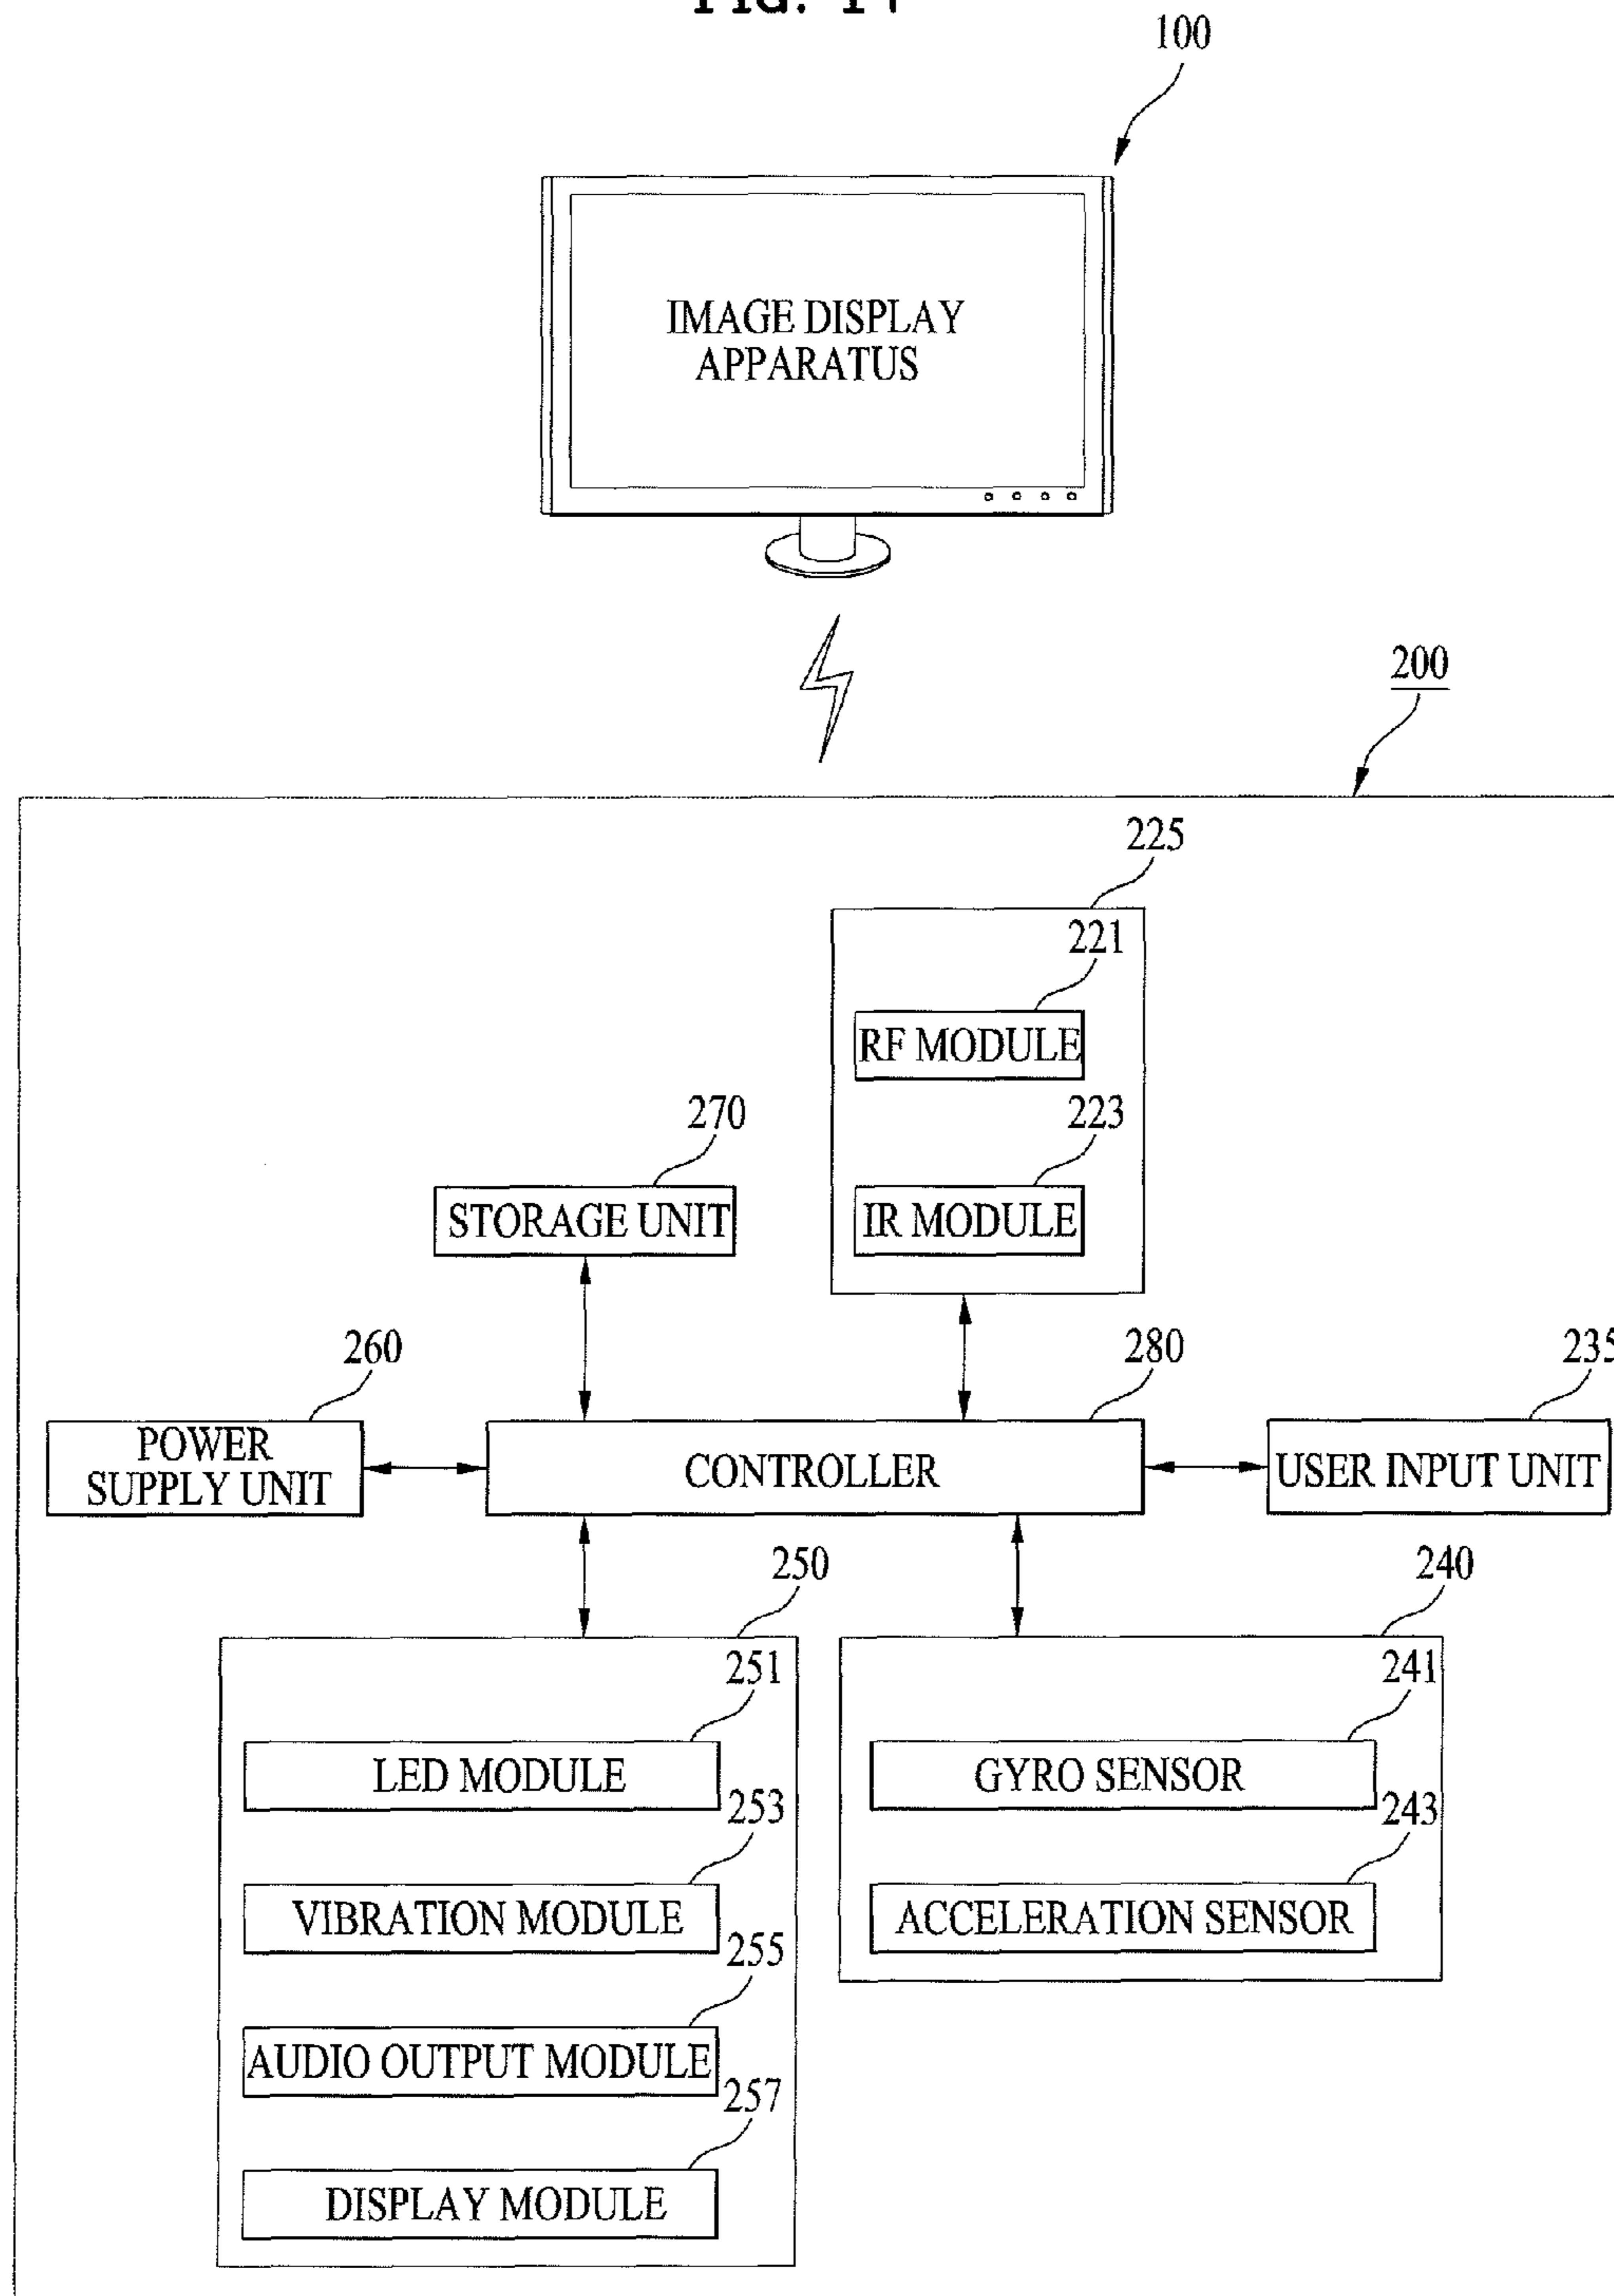 100
IMAGE DISPLAY
APPARATUS
200
225
221
RF MODULE
270
223
STORAGE UNIT
IR MODULE
260
280
235
POWER
SUPPLY UNIT
CONTROLLER
USER INPUT UNIT
250
240
251
241
LED MODULE
GYRO SENSOR
253
243
VIBRATION MODULE
ACCELERATION SENSOR
255
AUDIO OUTPUT MODULE
257
DISPLAY MODULE